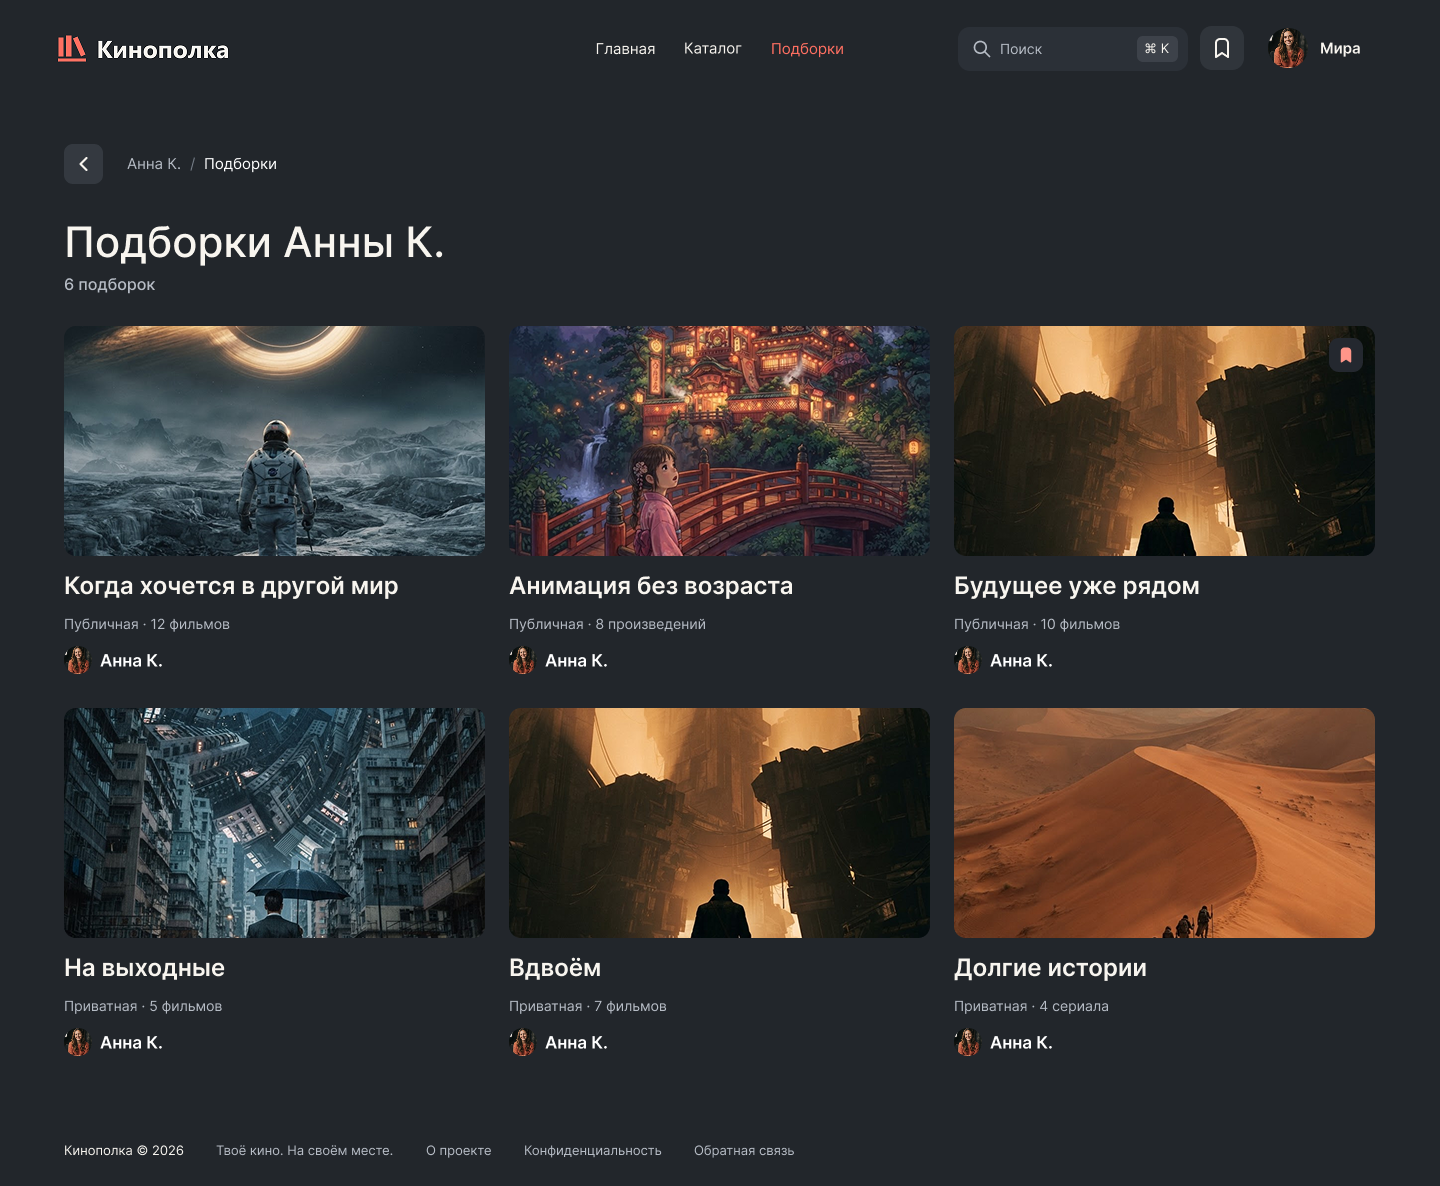 Кинополка
Главная Каталог Подборки
Поиск ⌘ K
Мира
Анна К. / Подборки
Подборки Анны К.
6 подборок
Когда хочется в другой мир
Публичная · 12 фильмов
Анна К.
Анимация без возраста
Публичная · 8 произведений
Анна К.
Будущее уже рядом
Публичная · 10 фильмов
Анна К.
На выходные
Приватная · 5 фильмов
Анна К.
Вдвоём
Приватная · 7 фильмов
Анна К.
Долгие истории
Приватная · 4 сериала
Анна К.
Кинополка © 2026 Твоё кино. На своём месте. О проекте Конфиденциальность Обратная связь